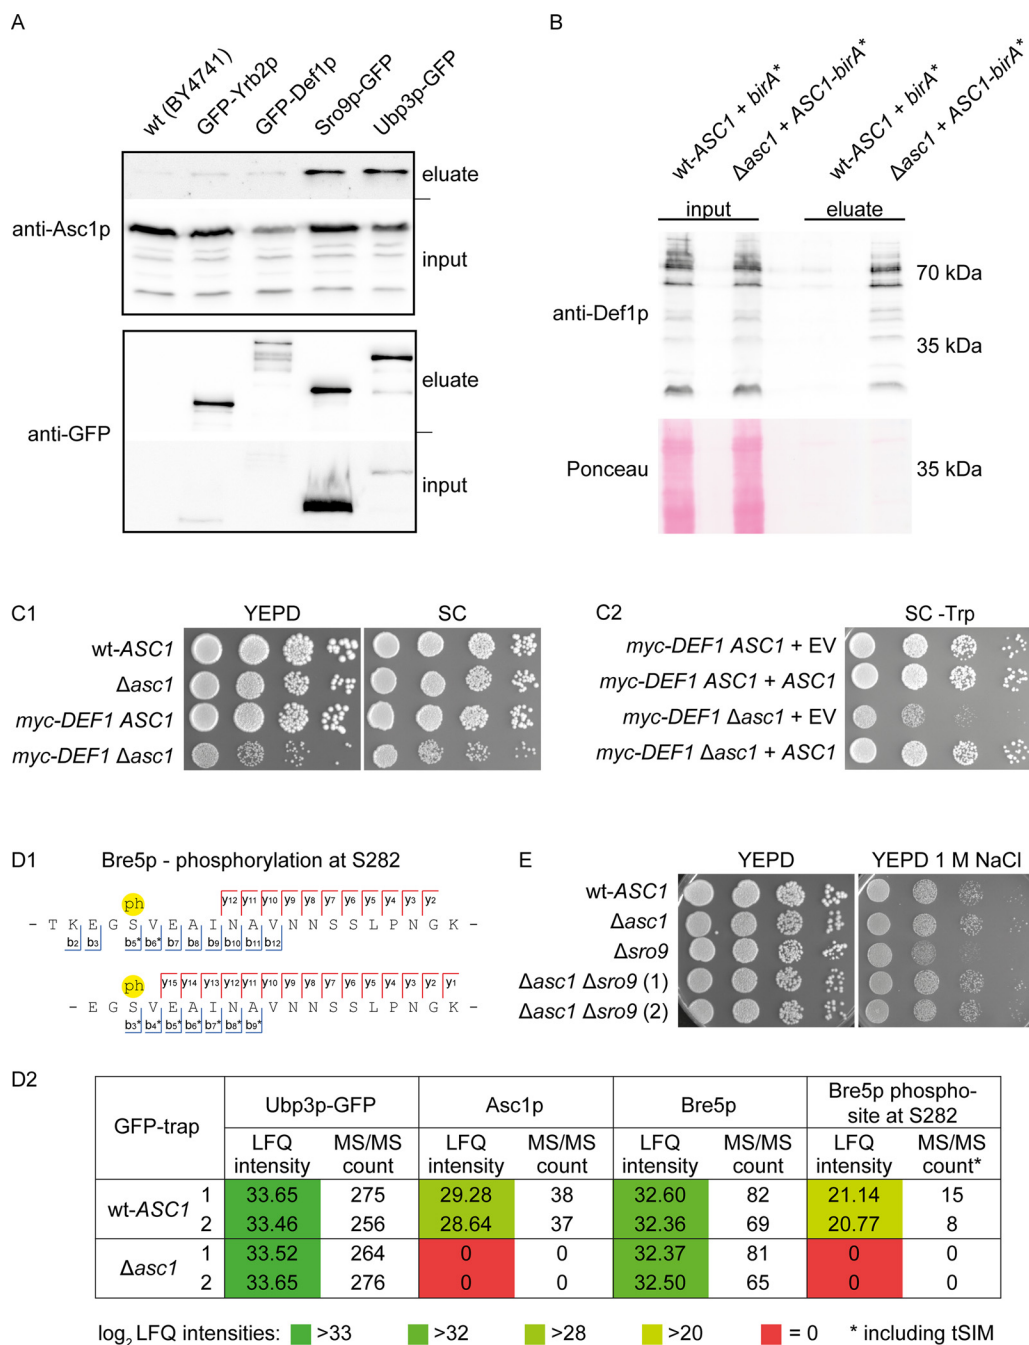 A
wt (BY4741)
GFP-Yrb2p
GFP-Def1p
Sro9p-GFP
Ubp3p-GFP
anti-Asc1p
eluate
input
anti-GFP
eluate
input
B
wt-ASC1 + birA*
Δasc1 + ASC1-birA*
wt-ASC1 + birA*
Δasc1 + ASC1-birA*
input
eluate
anti-Def1p
70 kDa
35 kDa
Ponceau
35 kDa
C1
YEPD
SC
wt-ASC1
Δasc1
myc-DEF1 ASC1
myc-DEF1 Δasc1
C2
SC -Trp
myc-DEF1 ASC1 + EV
myc-DEF1 ASC1 + ASC1
myc-DEF1 Δasc1 + EV
myc-DEF1 Δasc1 + ASC1
D1
Bre5p - phosphorylation at S282
ph
y12 y11 y10 y9 y8 y7 y6 y5 y4 y3 y2
- T K E G S V E A I N A V N N S S L P N G K -
b2 b3 b5* b6* b7 b8 b9 b10 b11 b12
ph
y15 y14 y13 y12 y11 y10 y9 y8 y7 y6 y5 y4 y3 y2 y1
- E G S V E A I N A V N N S S L P N G K -
b3* b4* b5* b6* b7* b8* b9*
E
YEPD
YEPD 1 M NaCl
wt-ASC1
Δasc1
Δsro9
Δasc1 Δsro9 (1)
Δasc1 Δsro9 (2)
D2
GFP-trap
Ubp3p-GFP
Asc1p
Bre5p
Bre5p phospho-
site at S282
LFQ intensity
MS/MS count
LFQ intensity
MS/MS count
LFQ intensity
MS/MS count
LFQ intensity
MS/MS count*
wt-ASC1
1 33.65 275 29.28 38 32.60 82 21.14 15
2 33.46 256 28.64 37 32.36 69 20.77 8
Δasc1
1 33.52 264 0 0 32.37 81 0 0
2 33.65 276 0 0 32.50 65 0 0
log2 LFQ intensities: >33 >32 >28 >20 = 0 * including tSIM